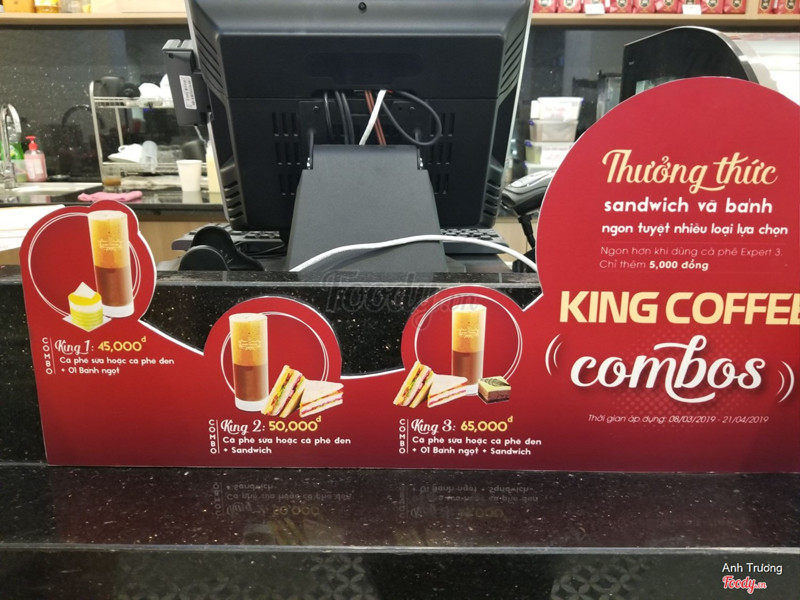 Thưởng thức
sandwich vã bánh
ngon tuyệt nhiều loại lựa chọn
Ngon hơn khi dùng cà phê Expert 3.
Chỉ thêm 5,000 đồng
KING COFFEE
combos
Thời gian áp dụng: 08/03/2019 - 21/04/2019
COMBO
King 1: 45,000đ
Cà phê sữa hoặc cà phê đen
+ 01 Bánh ngọt
COMBO
King 2: 50,000đ
Cà phê sữa hoặc cà phê đen
+ Sandwich
COMBO
King 3: 65,000đ
Cà phê sữa hoặc cà phê đen
+ 01 Bánh ngọt + Sandwich
Foody.vn
Anh Trương
Foody.vn